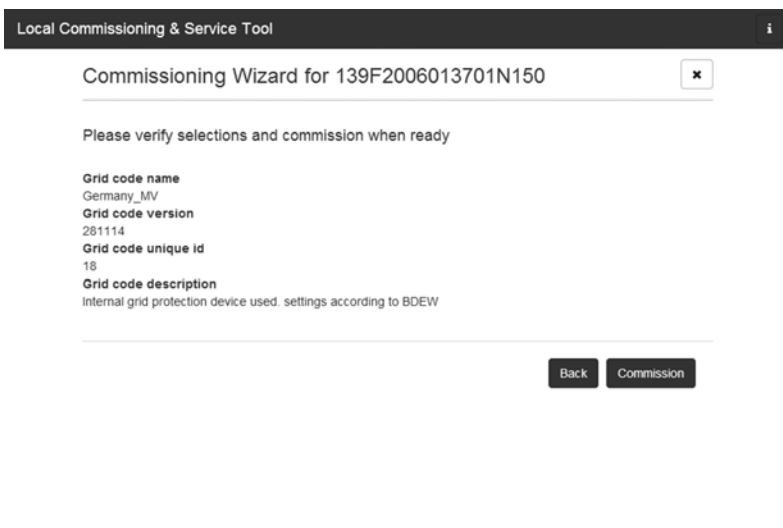 Local Commissioning & Service Tool
i
Commissioning Wizard for 139F2006013701N150
Please verify selections and commission when ready
Grid code name
Germany_MV
Grid code version
281114
Grid code unique id
18
Grid code description
Internal grid protection device used. settings according to BDEW
Back Commission